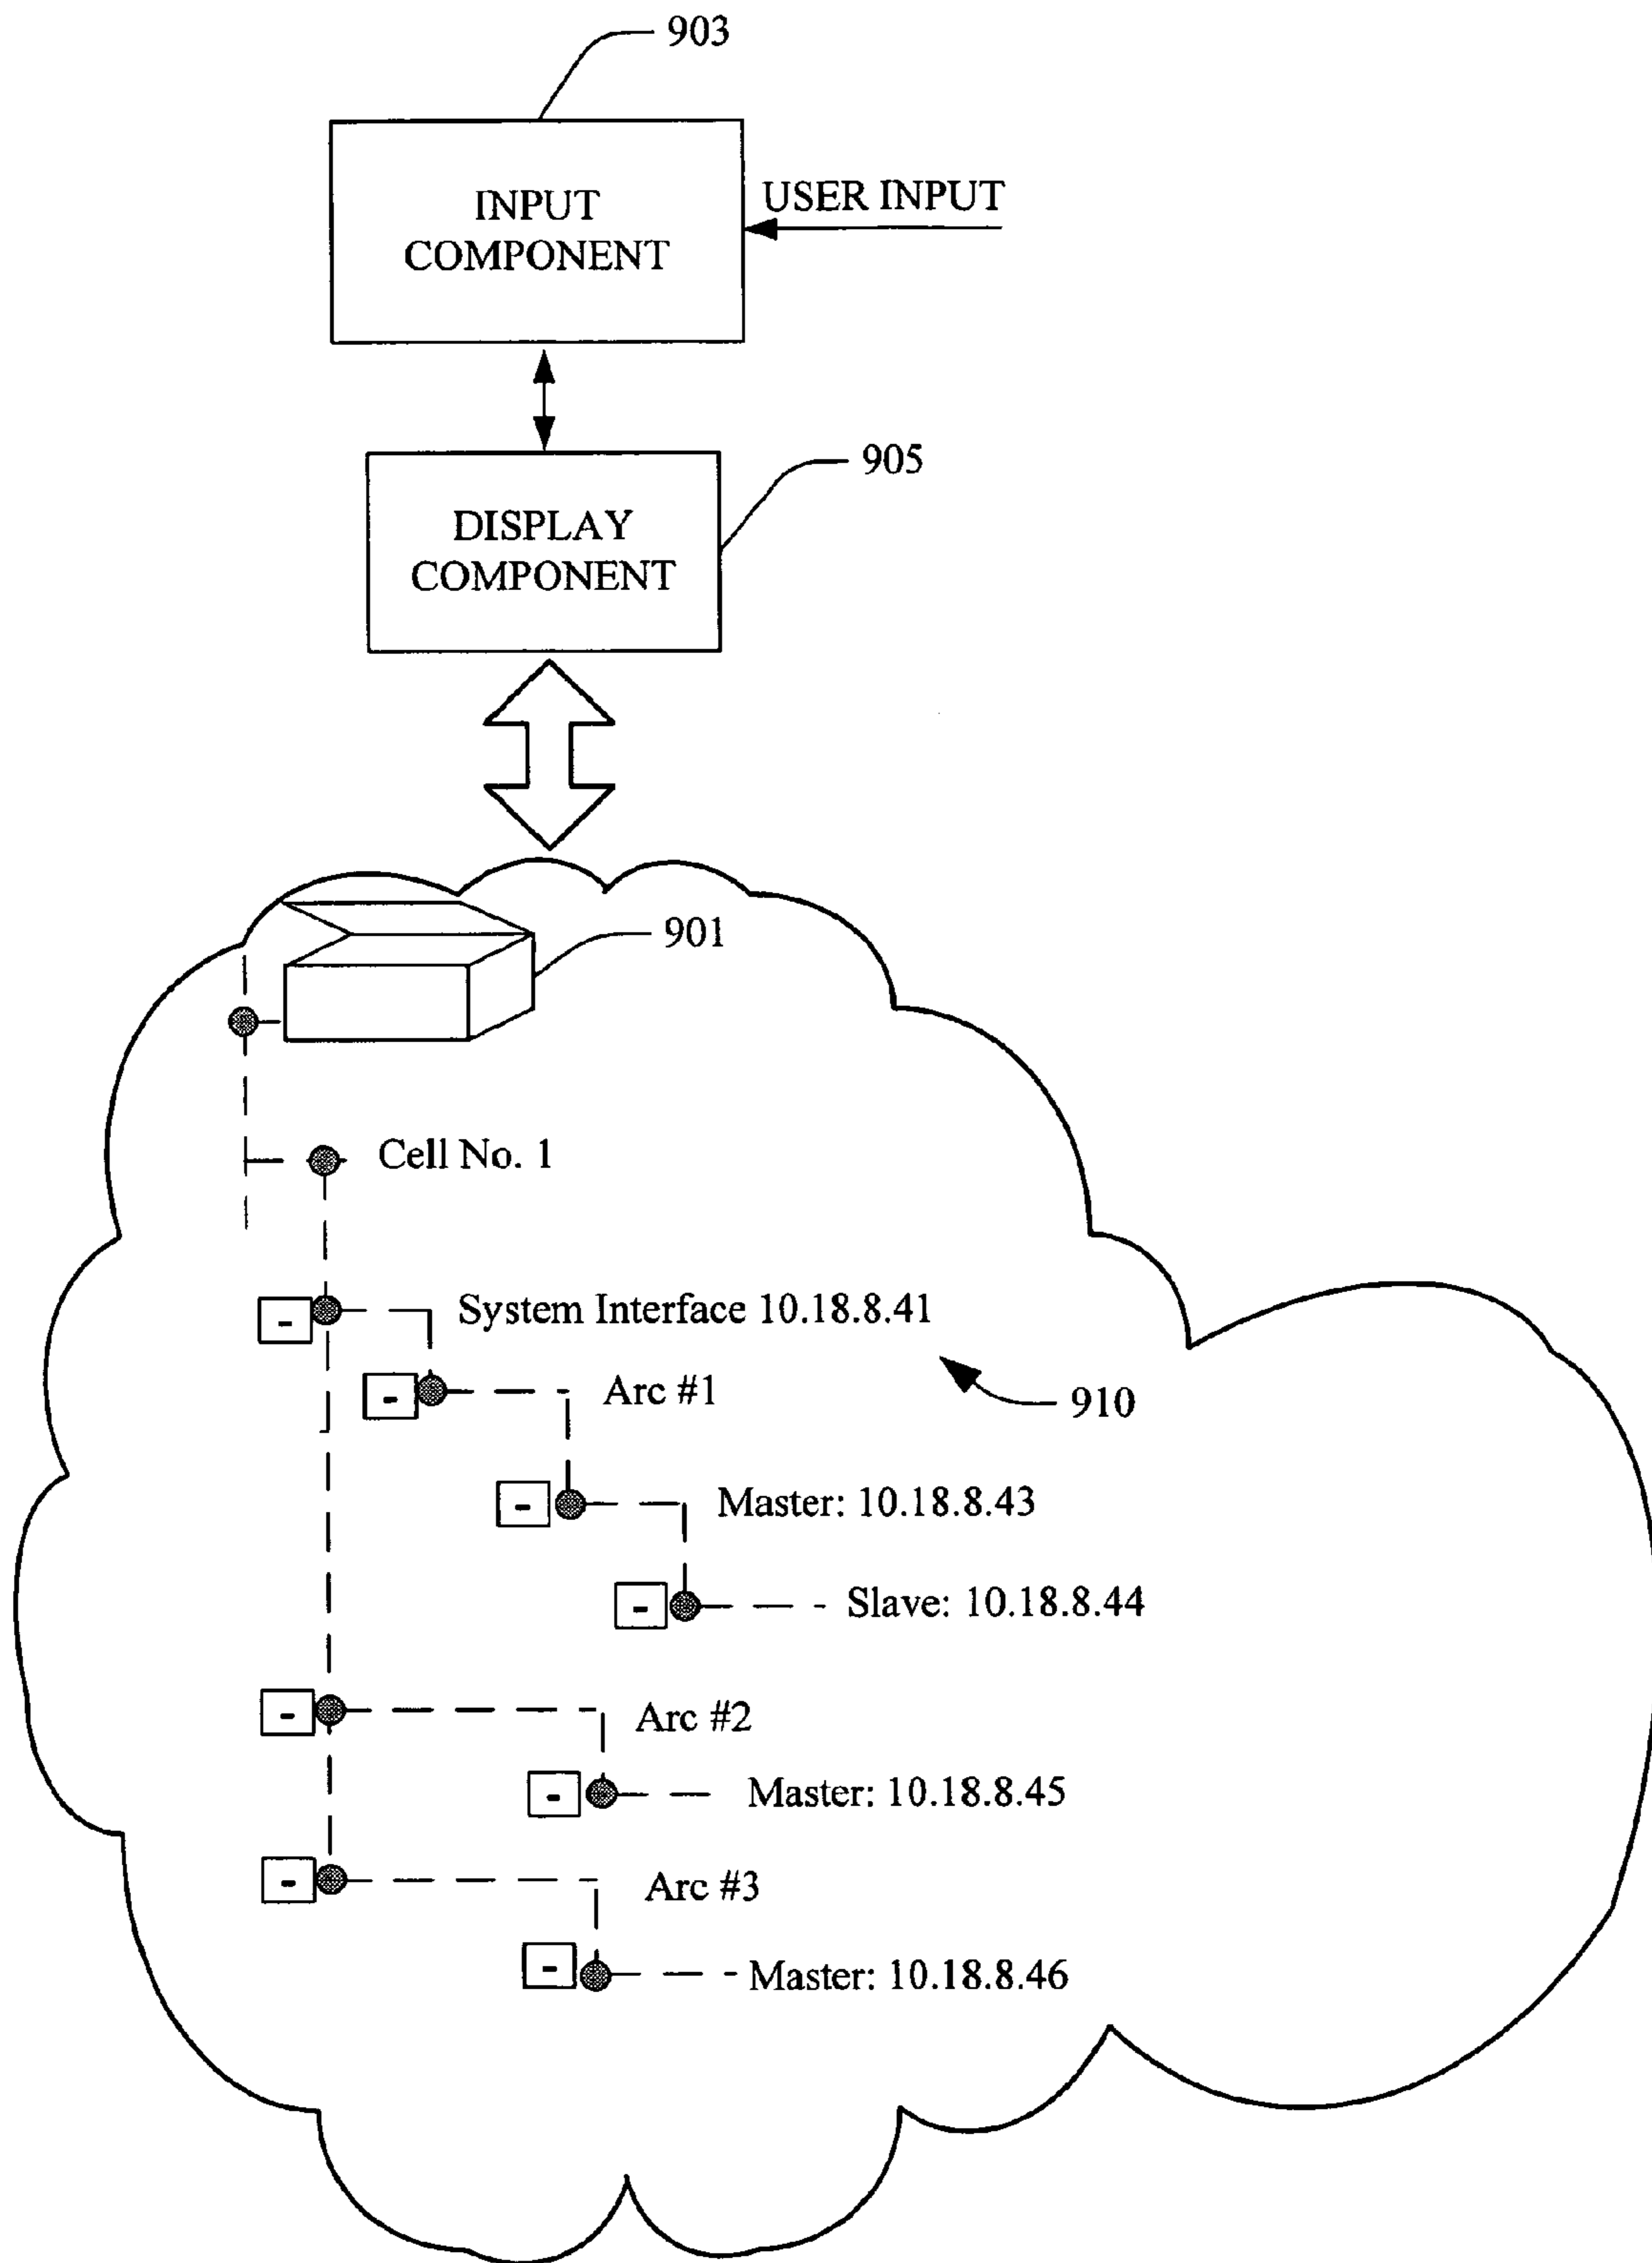 903
INPUT
COMPONENT
USER INPUT
905
DISPLAY
COMPONENT
901
Cell No. 1
-
System Interface 10.18.8.41
-
Arc #1
910
-
Master: 10.18.8.43
-
Slave: 10.18.8.44
-
Arc #2
-
Master: 10.18.8.45
-
Arc #3
-
Master: 10.18.8.46